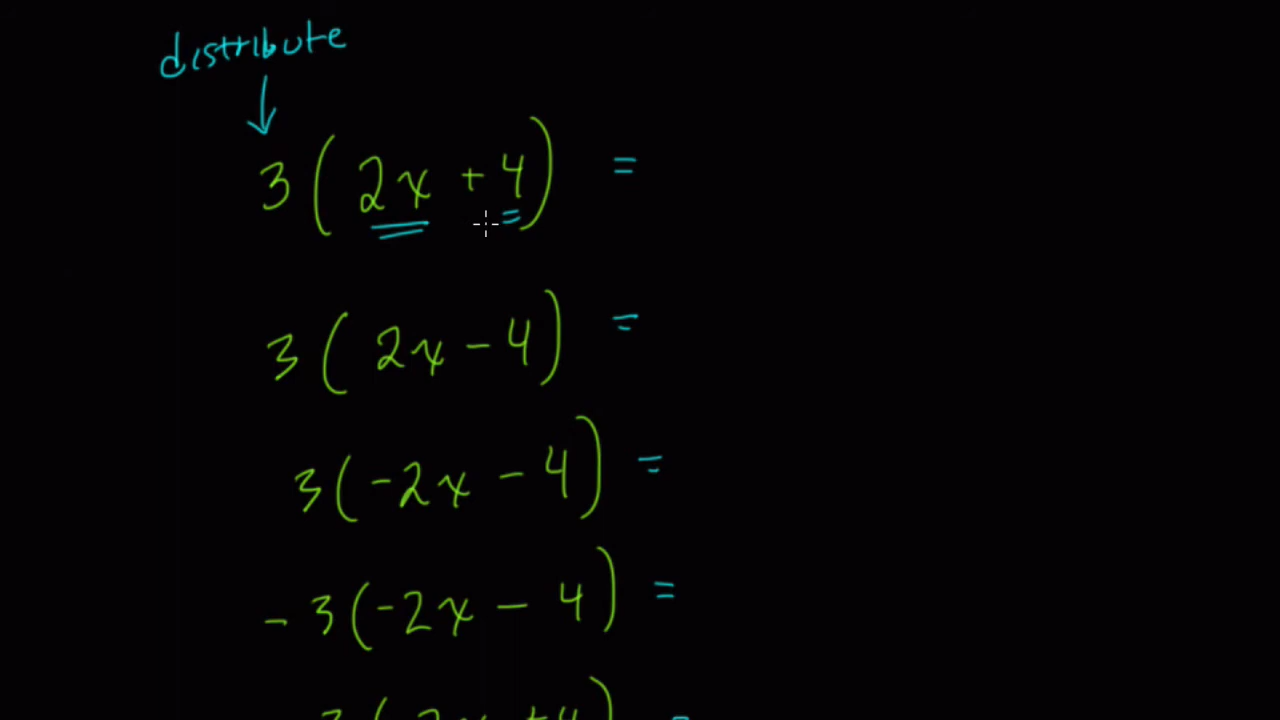 distribute
3(2x + 4) =
3(2x - 4) =
3(-2x - 4) =
-3(-2x - 4) =